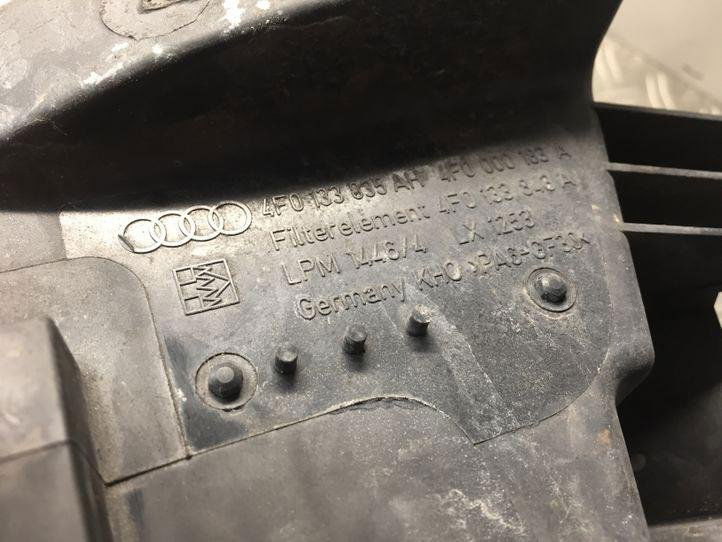 4F0 133 835 AH 4F0 000 183 A
Filterelement 4F0 133 843 A
LPM 1446/4 LX 1253
Germany KHO >PA6-GF30<